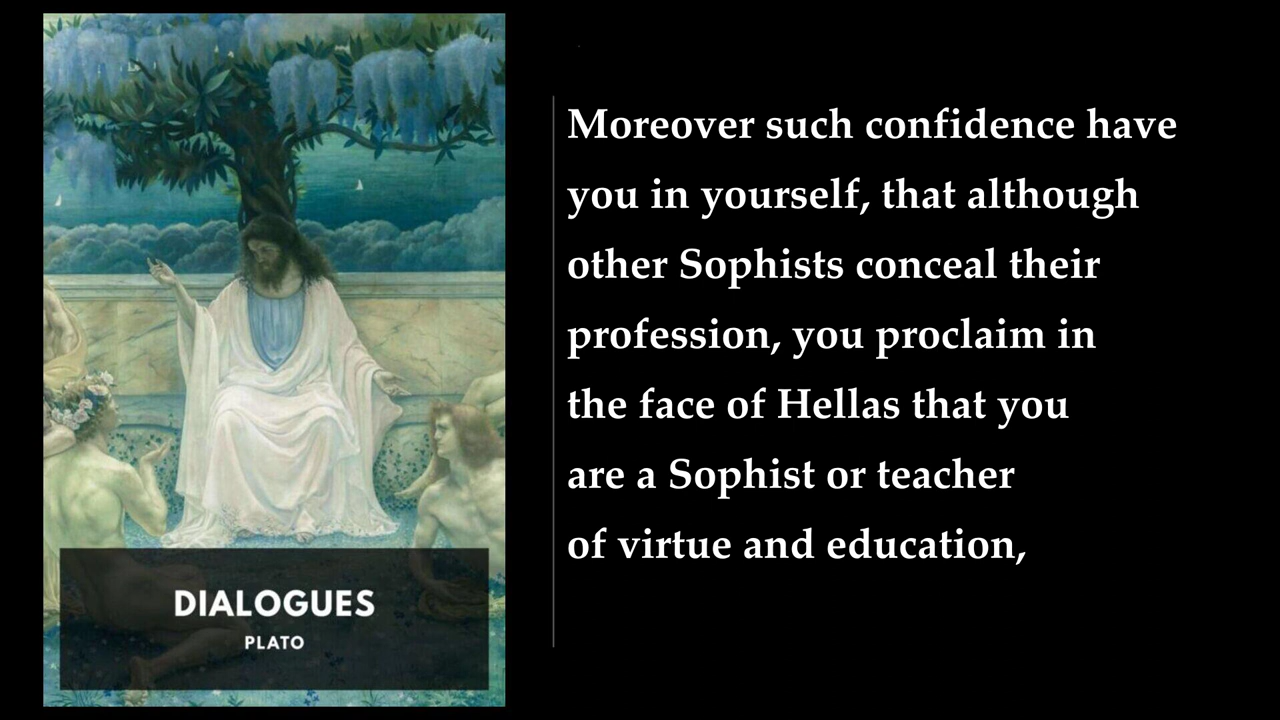 DIALOGUES
PLATO
Moreover such confidence have
you in yourself, that although
other Sophists conceal their
profession, you proclaim in
the face of Hellas that you
are a Sophist or teacher
of virtue and education,